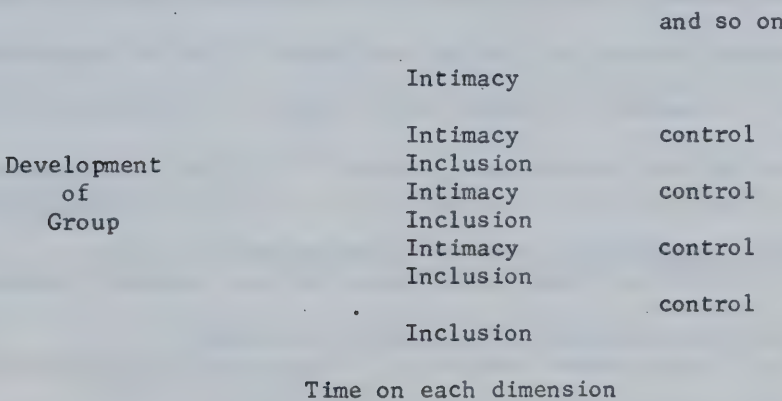 and so on
Intimacy
Intimacy control
Development Inclusion
of Intimacy control
Group Inclusion
Intimacy control
Inclusion
control
Inclusion
Time on each dimension